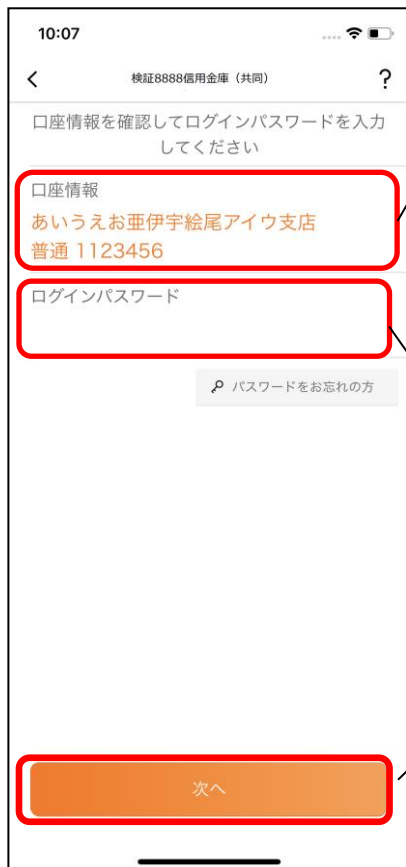 10:07
検証8888信用金庫（共同）
?
口座情報を確認してログインパスワードを入力
してください
口座情報
あいうえお亜伊宇絵尾アイウ支店
普通 1123456
ログインパスワード
パスワードをお忘れの方
次へ